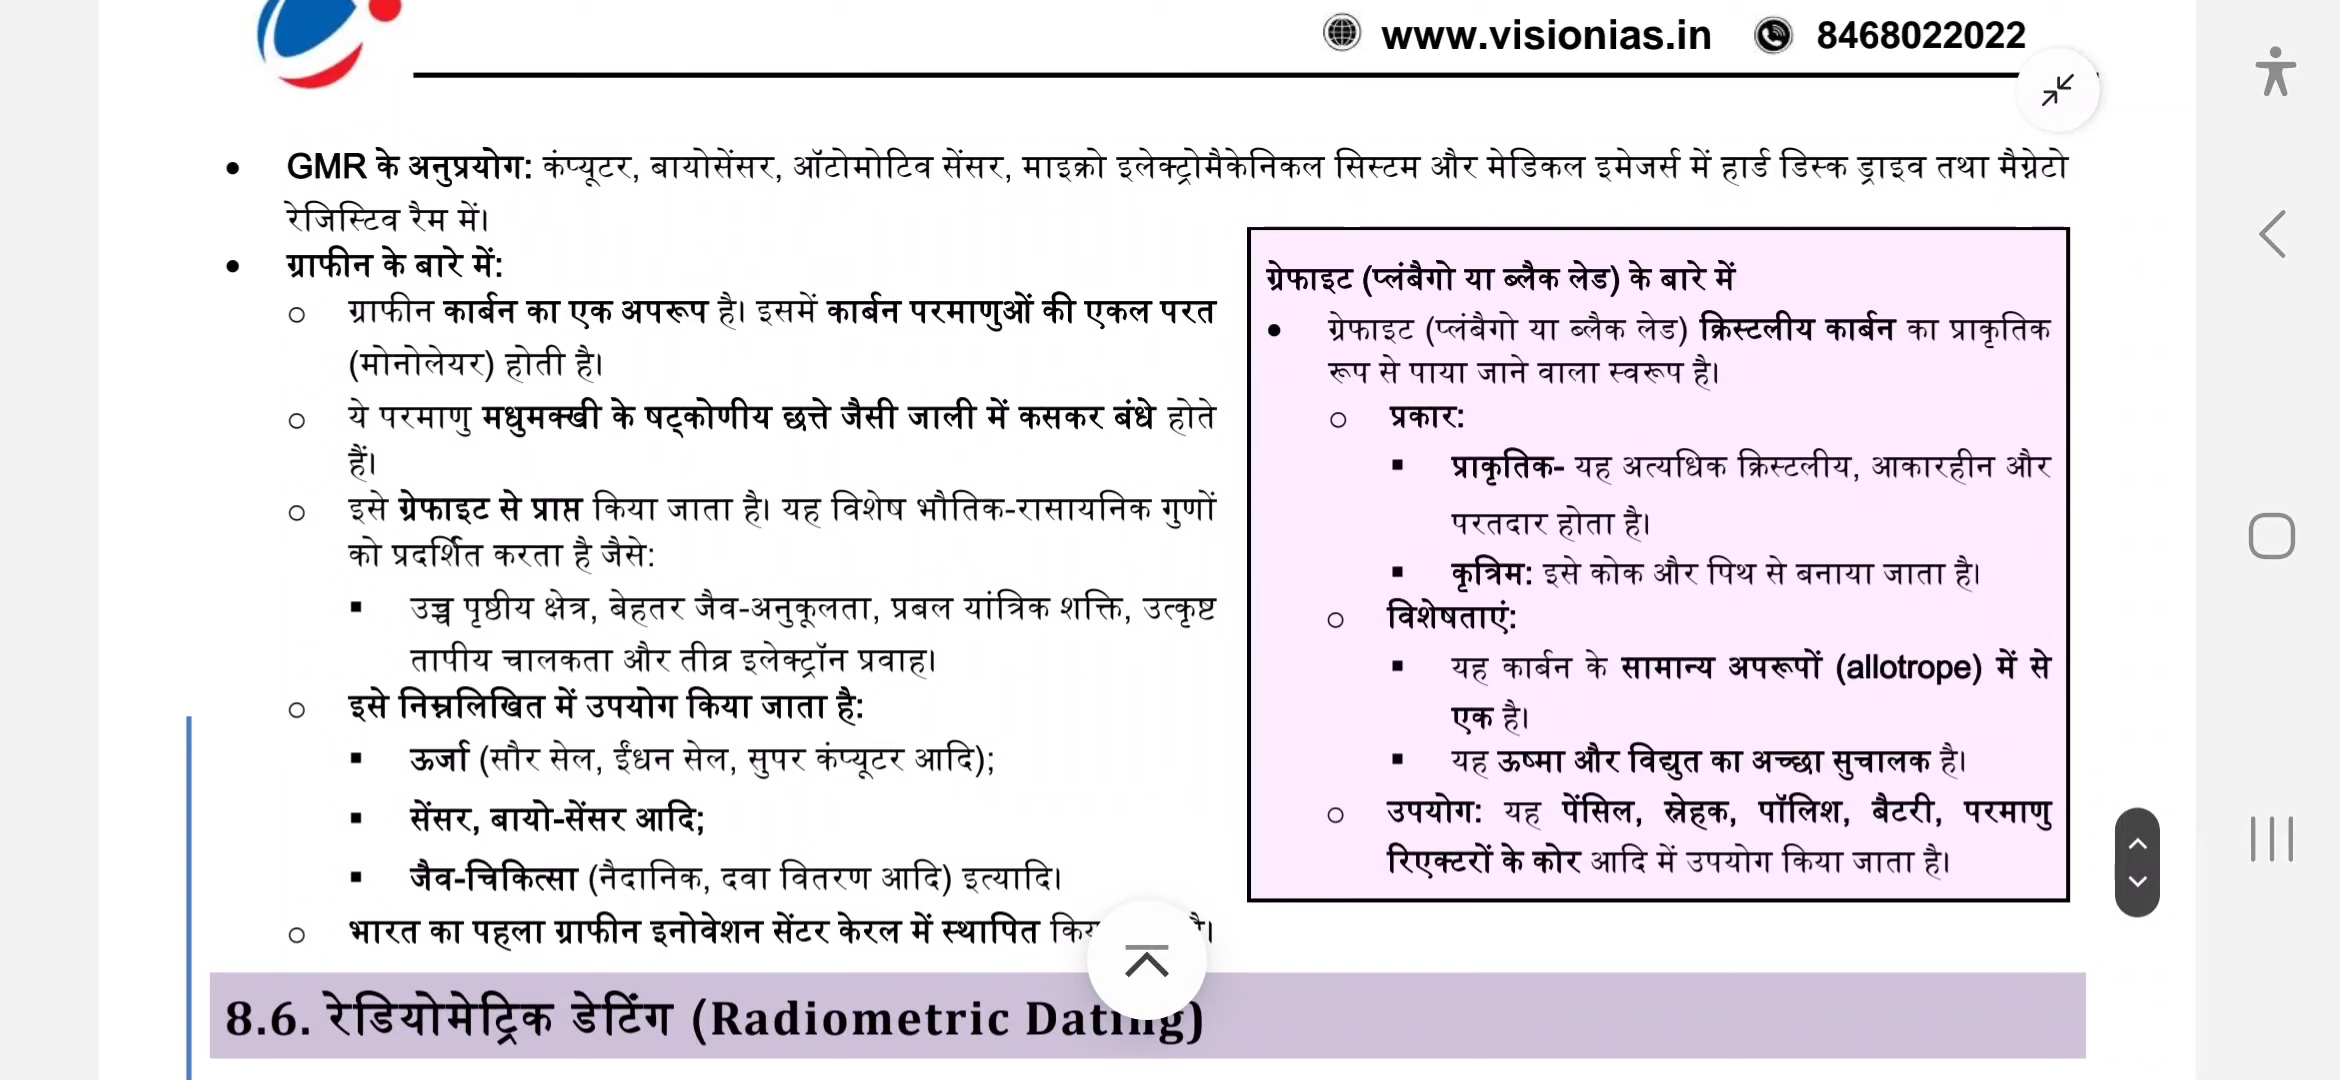 www.visionias.in 8468022022
• GMR के अनुप्रयोग: कंप्यूटर, बायोसेंसर, ऑटोमोटिव सेंसर, माइक्रो इलेक्ट्रोमैकेनिकल सिस्टम और मेडिकल इमेजर्स में हार्ड डिस्क ड्राइव तथा मैग्नेटो
रेजिस्टिव रैम में।
• ग्राफीन के बारे में:
o ग्राफीन कार्बन का एक अपरूप है। इसमें कार्बन परमाणुओं की एकल परत
(मोनोलेयर) होती है।
o ये परमाणु मधुमक्खी के षट्कोणीय छत्ते जैसी जाली में कसकर बंधे होते
हैं।
o इसे ग्रेफाइट से प्राप्त किया जाता है। यह विशेष भौतिक-रासायनिक गुणों
को प्रदर्शित करता है जैसे:
▪ उच्च पृष्ठीय क्षेत्र, बेहतर जैव-अनुकूलता, प्रबल यांत्रिक शक्ति, उत्कृष्ट
तापीय चालकता और तीव्र इलेक्ट्रॉन प्रवाह।
o इसे निम्नलिखित में उपयोग किया जाता है:
▪ ऊर्जा (सौर सेल, ईंधन सेल, सुपर कंप्यूटर आदि);
▪ सेंसर, बायो-सेंसर आदि;
▪ जैव-चिकित्सा (नैदानिक, दवा वितरण आदि) इत्यादि।
o भारत का पहला ग्राफीन इनोवेशन सेंटर केरल में स्थापित
ग्रेफाइट (प्लंबैगो या ब्लैक लेड) के बारे में
• ग्रेफाइट (प्लंबैगो या ब्लैक लेड) क्रिस्टलीय कार्बन का प्राकृतिक
रूप से पाया जाने वाला स्वरूप है।
o प्रकार:
▪ प्राकृतिक- यह अत्यधिक क्रिस्टलीय, आकारहीन और
परतदार होता है।
▪ कृत्रिम: इसे कोक और पिथ से बनाया जाता है।
o विशेषताएं:
▪ यह कार्बन के सामान्य अपरूपों (allotrope) में से
एक है।
▪ यह ऊष्मा और विद्युत का अच्छा सुचालक है।
o उपयोग: यह पेंसिल, स्नेहक, पॉलिश, बैटरी, परमाणु
रिएक्टरों के कोर आदि में उपयोग किया जाता है।
8.6. रेडियोमेट्रिक डेटिंग (Radiometric Dating)